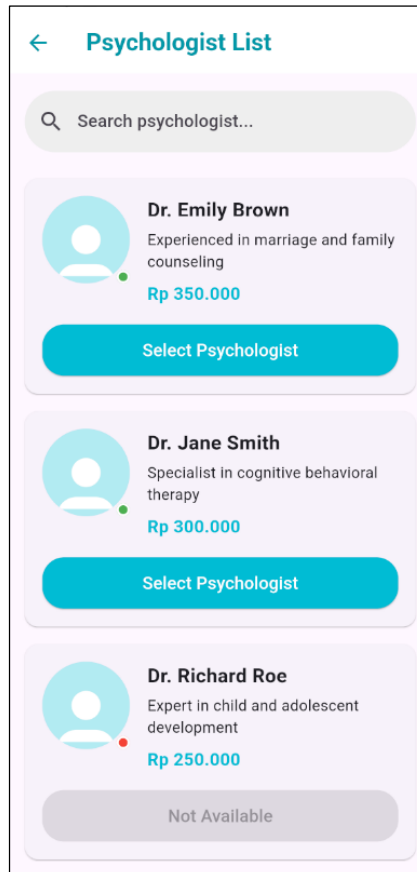 Psychologist List
Search psychologist...
Dr. Emily Brown
Experienced in marriage and family
counseling
Rp 350.000
Select Psychologist
Dr. Jane Smith
Specialist in cognitive behavioral
therapy
Rp 300.000
Select Psychologist
Dr. Richard Roe
Expert in child and adolescent
development
Rp 250.000
Not Available